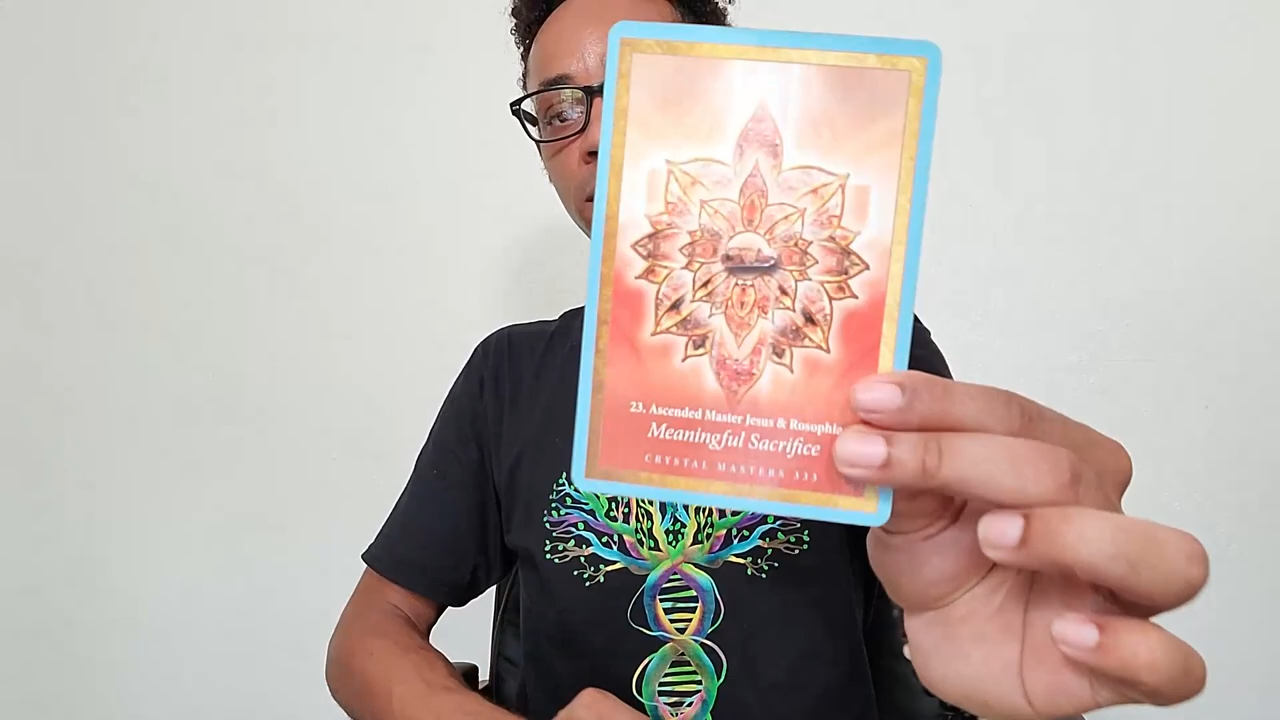 23. Ascended Master Jesus & Rosophia
Meaningful Sacrifice
CRYSTAL MASTERS 333